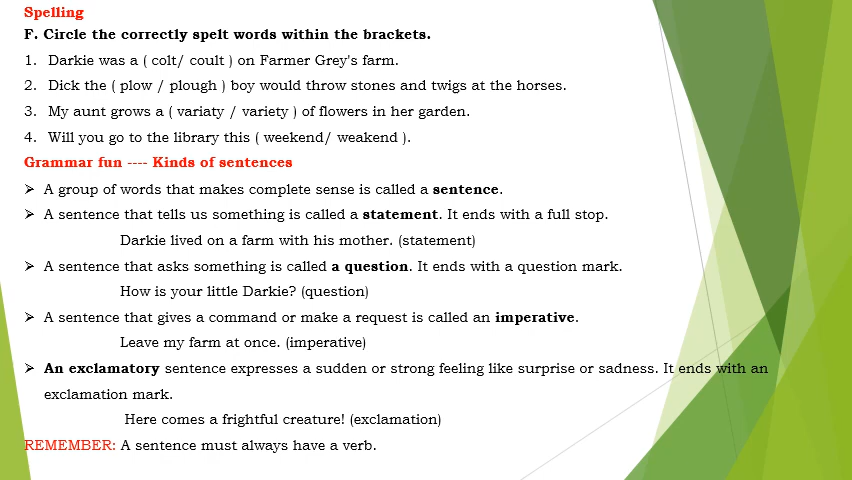 Spelling
F. Circle the correctly spelt words within the brackets.
1. Darkie was a ( colt/ coult ) on Farmer Grey's farm.
2. Dick the ( plow / plough ) boy would throw stones and twigs at the horses.
3. My aunt grows a ( variaty / variety ) of flowers in her garden.
4. Will you go to the library this ( weekend/ weakend ).
Grammar fun ---- Kinds of sentences
➢ A group of words that makes complete sense is called a sentence.
➢ A sentence that tells us something is called a statement. It ends with a full stop.
Darkie lived on a farm with his mother. (statement)
➢ A sentence that asks something is called a question. It ends with a question mark.
How is your little Darkie? (question)
➢ A sentence that gives a command or make a request is called an imperative.
Leave my farm at once. (imperative)
➢ An exclamatory sentence expresses a sudden or strong feeling like surprise or sadness. It ends with an
exclamation mark.
Here comes a frightful creature! (exclamation)
REMEMBER: A sentence must always have a verb.